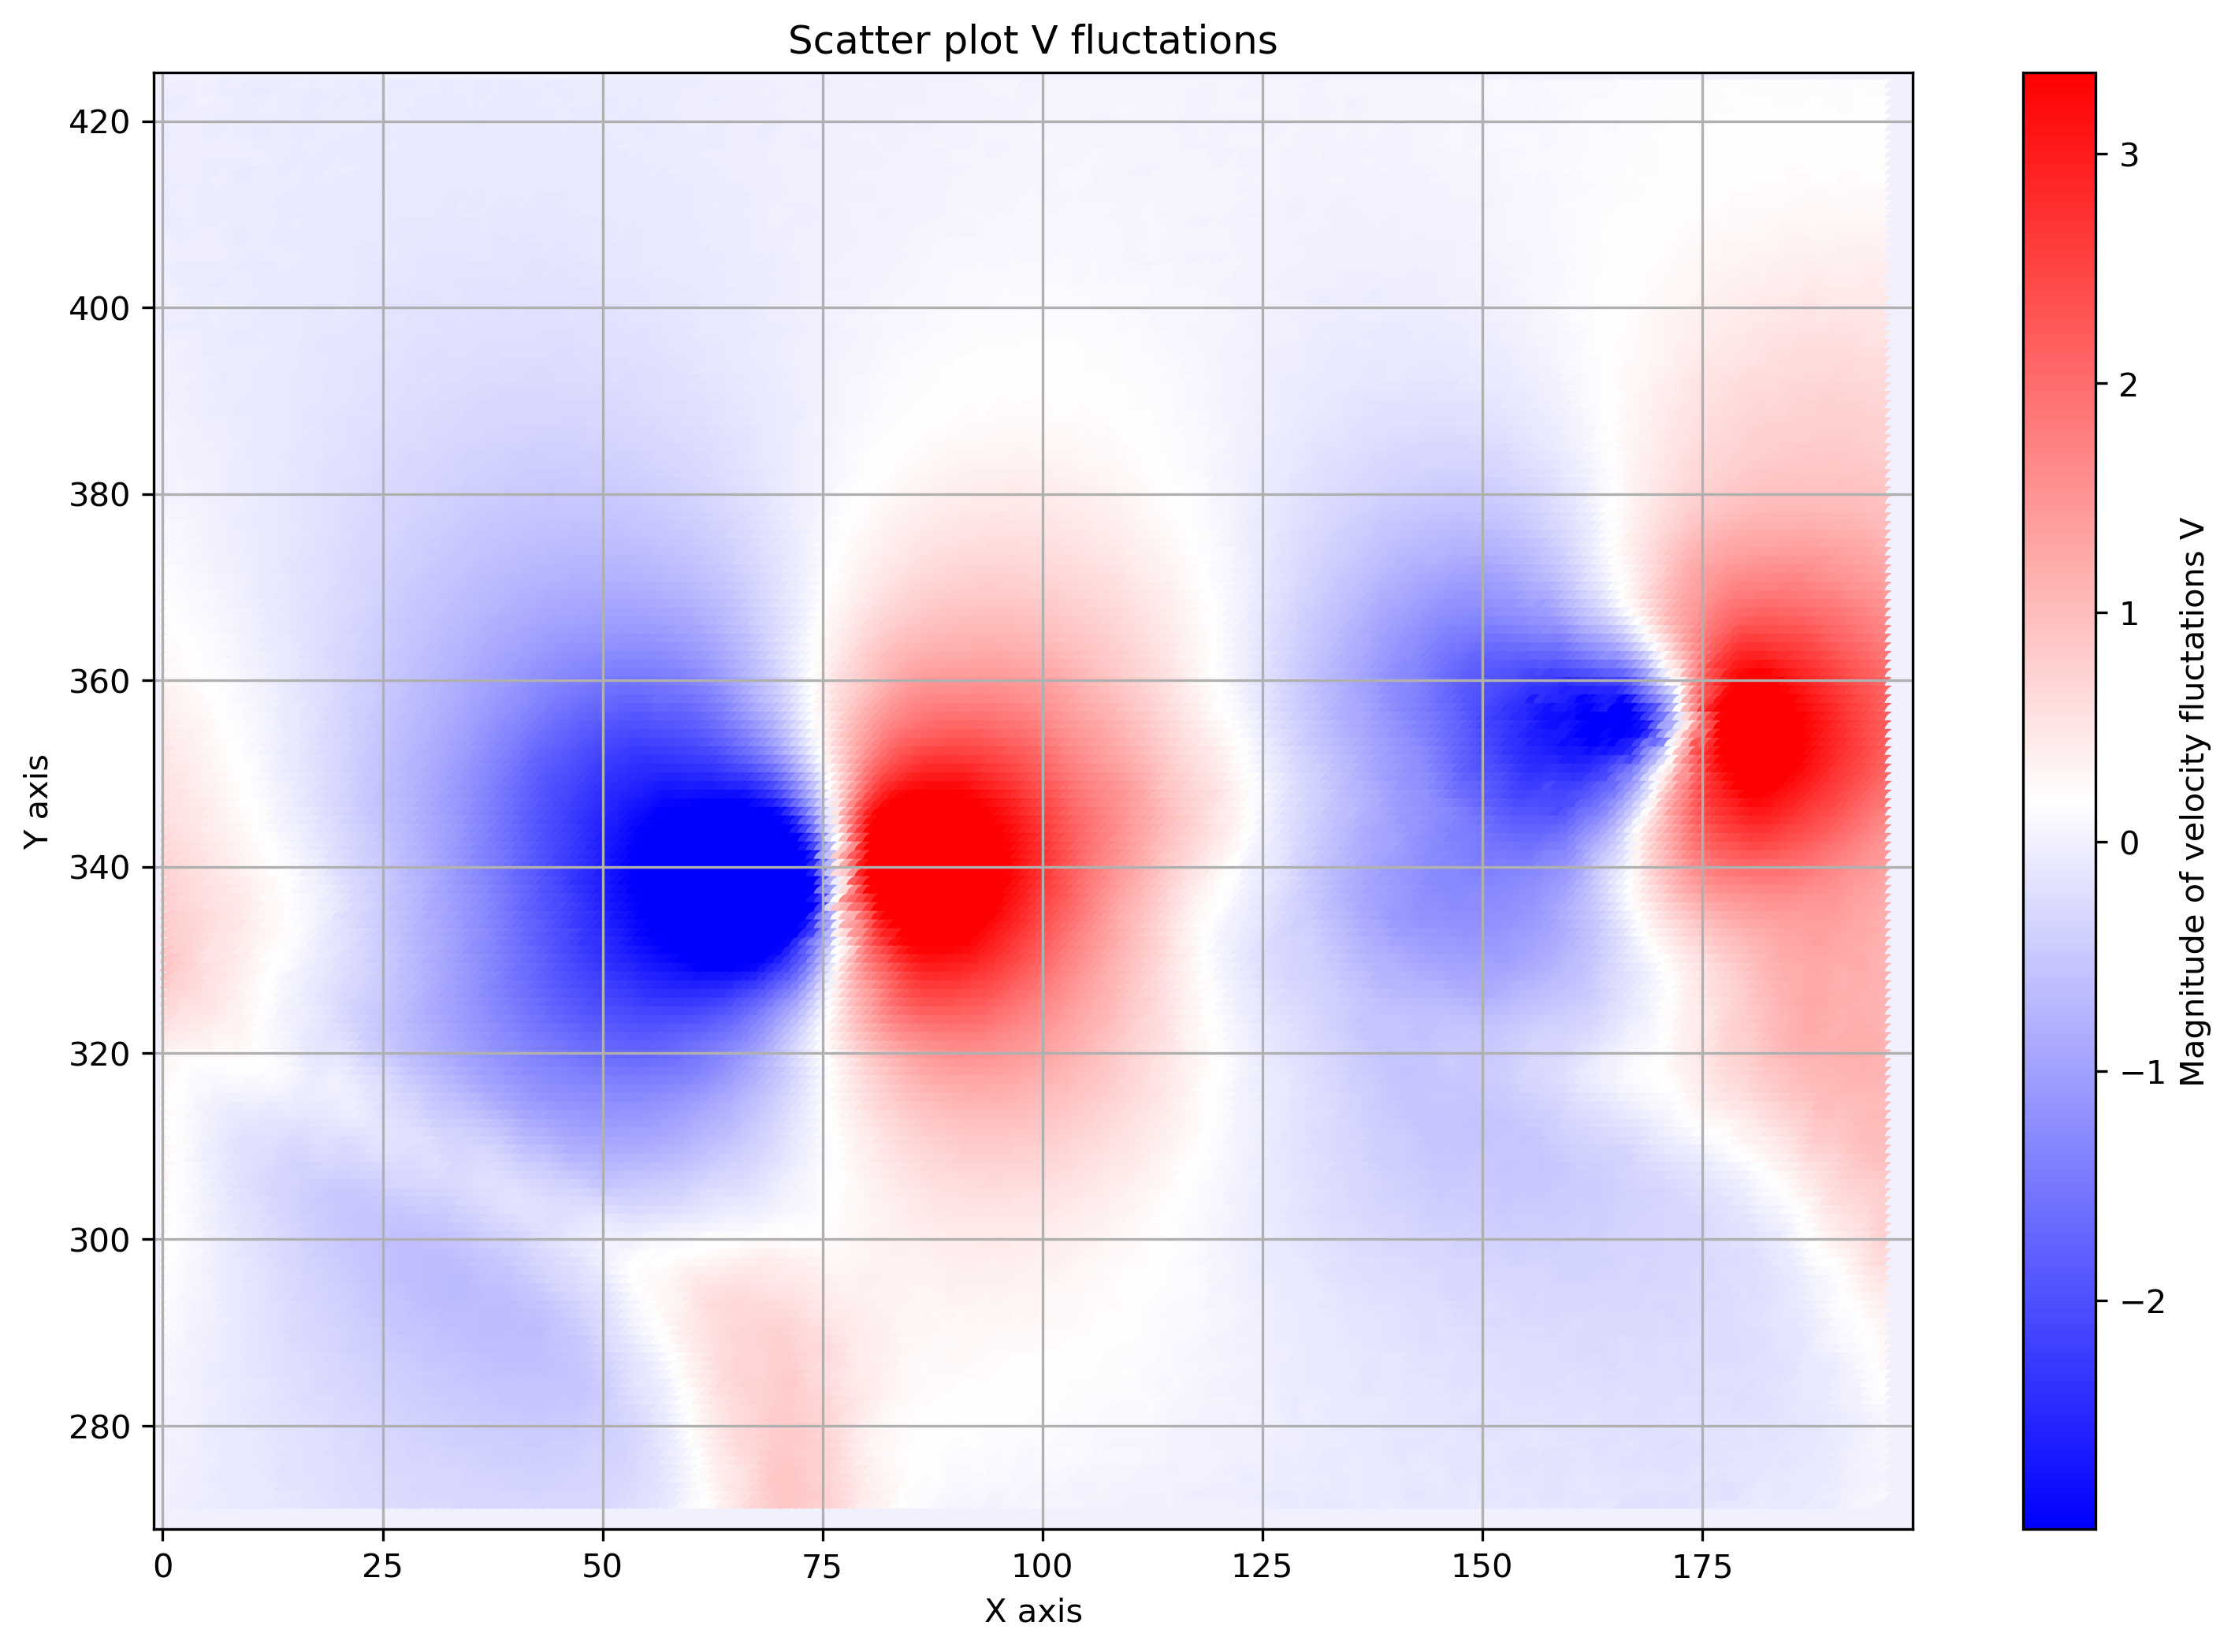 Scatter plot V fluctations
420
400
380
360
340
320
300
280
Y axis
0 25 50 75 100 125 150 175
X axis
3
2
1
0
−1
−2
Magnitude of velocity fluctations V